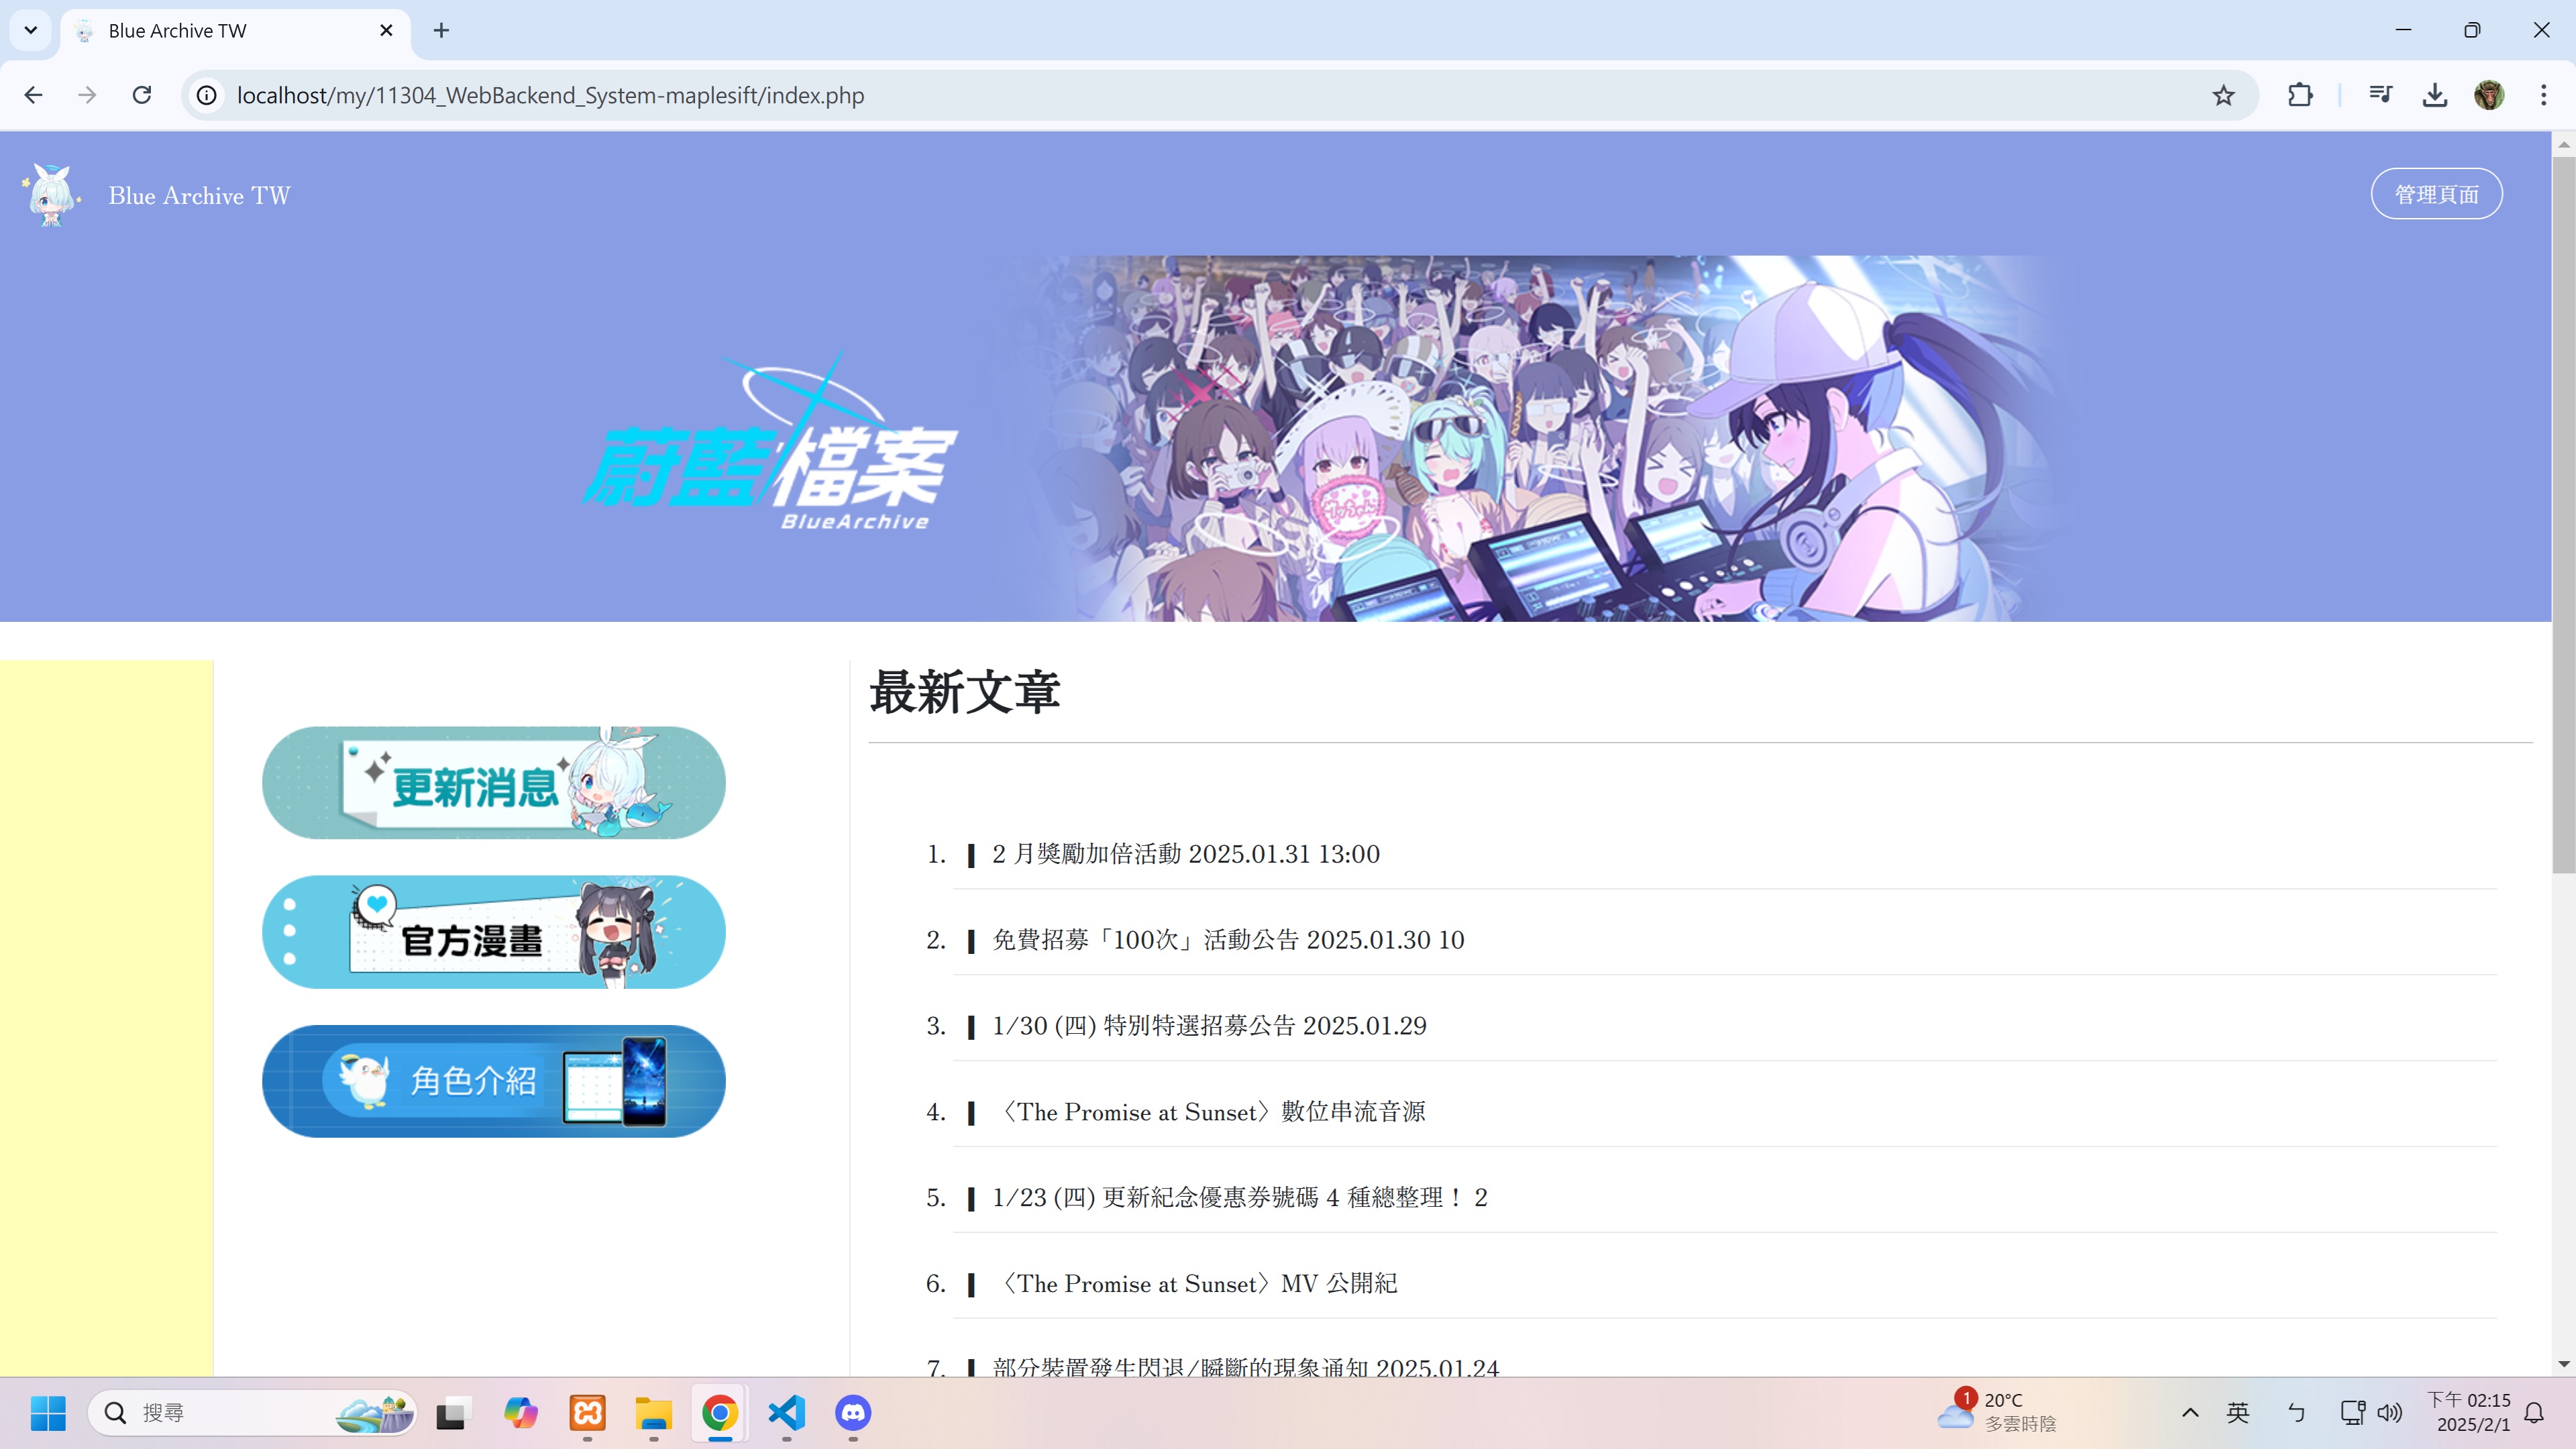 Blue Archive TW
localhost/my/11304_WebBackend_System-maplesift/index.php
Blue Archive TW
管理頁面
蔚藍檔案
BlueArchive
最新文章
更新消息
官方漫畫
角色介紹
1. ▌ 2 月獎勵加倍活動 2025.01.31 13:00
2. ▌ 免費招募「100次」活動公告 2025.01.30 10
3. ▌ 1/30 (四) 特別特選招募公告 2025.01.29
4. ▌〈The Promise at Sunset〉數位串流音源
5. ▌ 1/23 (四) 更新紀念優惠券號碼 4 種總整理！ 2
6. ▌〈The Promise at Sunset〉MV 公開紀
7. ▌ 部分裝置發生閃退/瞬斷的現象通知 2025.01.24
搜尋
1
20°C
多雲時陰
英
ㄅ
下午 02:15
2025/2/1